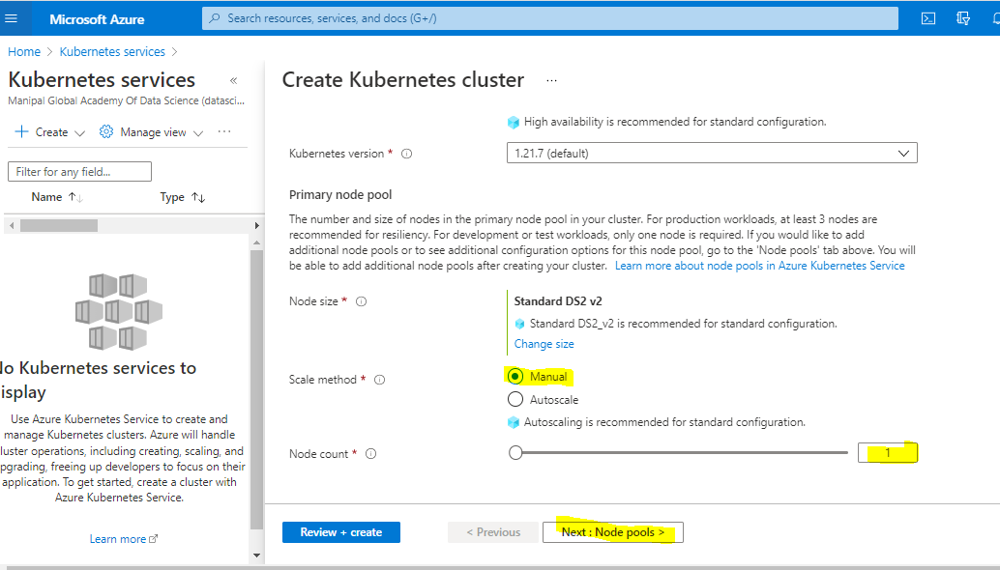 Microsoft Azure
Search resources, services, and docs (G+/)
Home > Kubernetes services >
Kubernetes services «
Manipal Global Academy Of Data Science (datasci...
+ Create Manage view ...
Filter for any field...
Name ↑↓ Type ↑↓
No Kubernetes services to
display
Use Azure Kubernetes Service to create and
manage Kubernetes clusters. Azure will handle
cluster operations, including creating, scaling, and
upgrading, freeing up developers to focus on their
application. To get started, create a cluster with
Azure Kubernetes Service.
Learn more
Create Kubernetes cluster ...
High availability is recommended for standard configuration.
Kubernetes version *
1.21.7 (default)
Primary node pool
The number and size of nodes in the primary node pool in your cluster. For production workloads, at least 3 nodes are
recommended for resiliency. For development or test workloads, only one node is required. If you would like to add
additional node pools or to see additional configuration options for this node pool, go to the 'Node pools' tab above. You will
be able to add additional node pools after creating your cluster. Learn more about node pools in Azure Kubernetes Service
Node size *
Standard DS2 v2
Standard DS2_v2 is recommended for standard configuration.
Change size
Scale method *
Manual
Autoscale
Autoscaling is recommended for standard configuration.
Node count *
1
Review + create
< Previous
Next : Node pools >